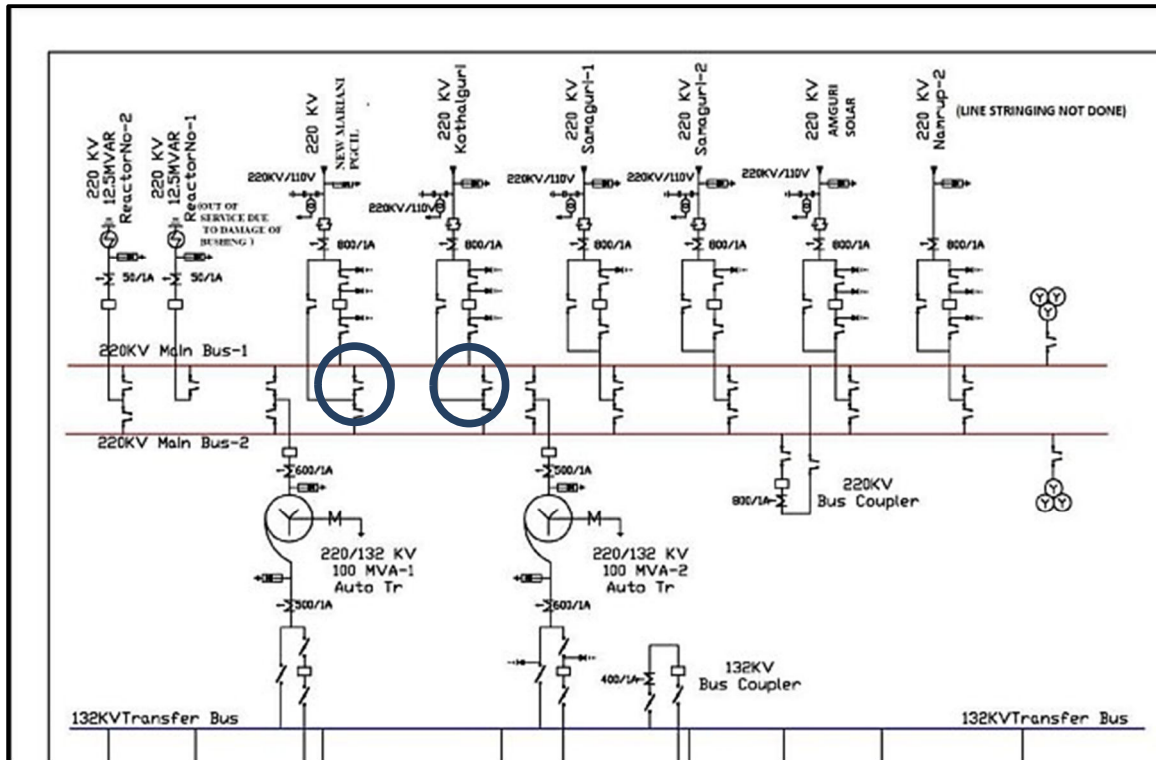 220 KV
12.5MVAR
ReactorNo-2
220 KV
12.5MVAR
ReactorNo-1
(OUT OF
SERVICE DUE
TO DAMAGE OF
BUSHING )
220 KV
NEW MARIANI
PGCIL
220 KV
Kathalguri
220 KV
Samaguri-1
220 KV
Samaguri-2
220 KV
AMGURI
SOLAR
220 KV
Namrup-2
(LINE STRINGING NOT DONE)
220KV/110V
220KV/110V
220KV/110V
220KV/110V
220KV/110V
50/1A
50/1A
800/1A
800/1A
800/1A
800/1A
800/1A
800/1A
220KV Main Bus-1
220KV Main Bus-2
600/1A
500/1A
800/1A
220KV
Bus Coupler
220/132 KV
100 MVA-1
Auto Tr
220/132 KV
100 MVA-2
Auto Tr
500/1A
600/1A
400/1A
132KV
Bus Coupler
132KVTransfer Bus
132KVTransfer Bus